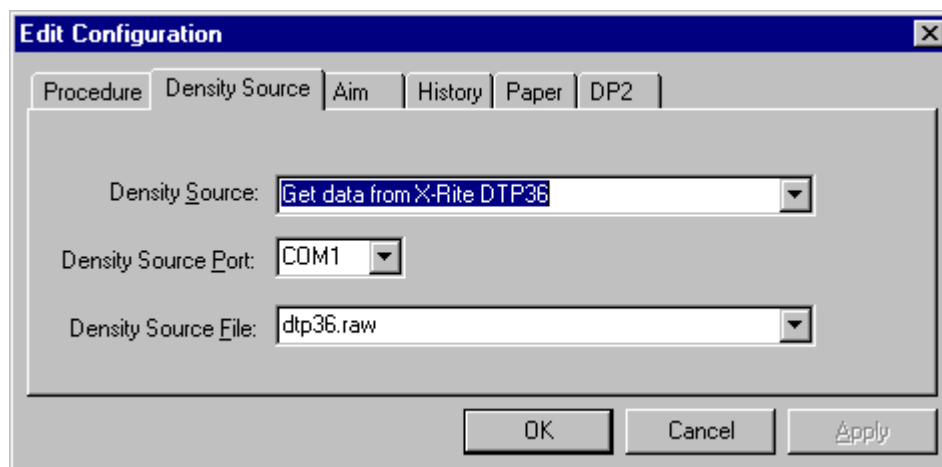 Edit Configuration
Procedure Density Source Aim History Paper DP2
Density Source: Get data from X-Rite DTP36
Density Source Port: COM1
Density Source File: dtp36.raw
OK Cancel Apply